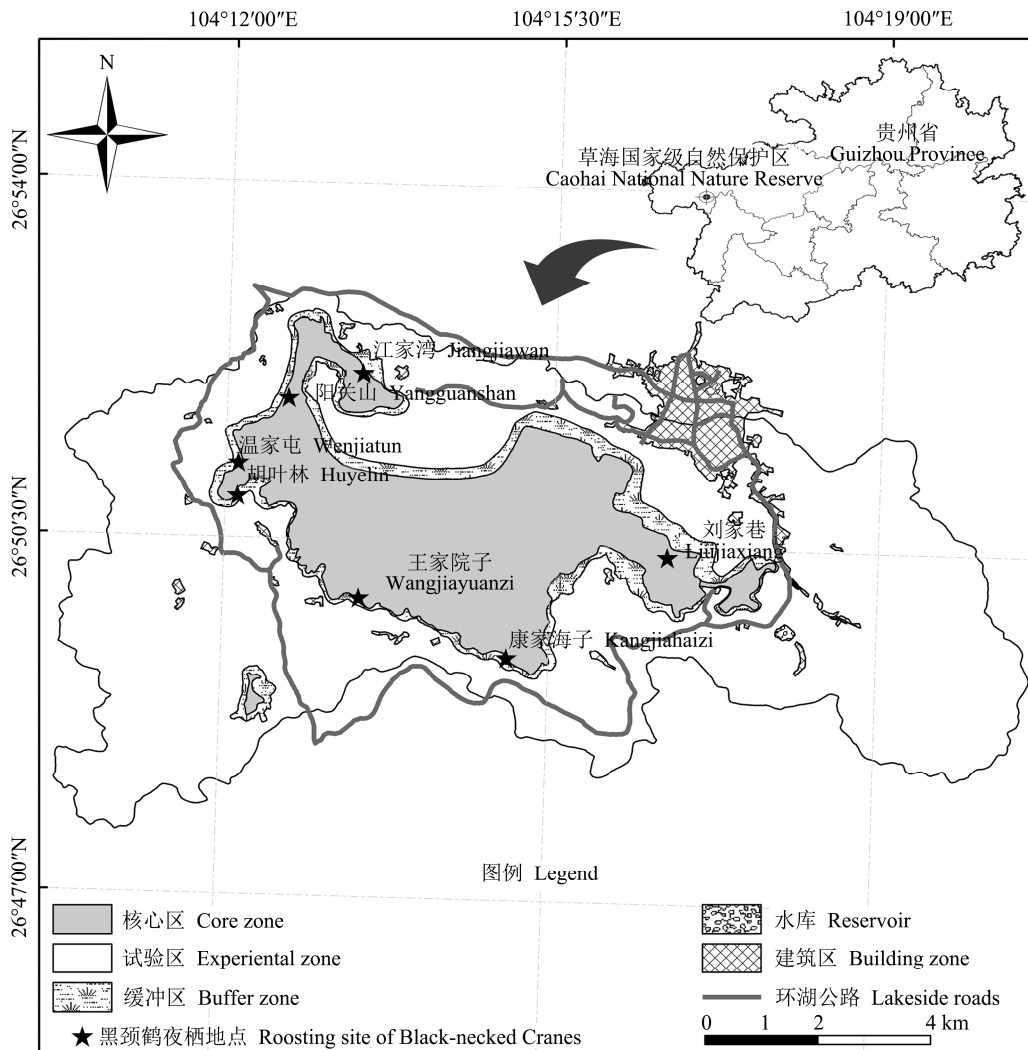 104°12′00″E 104°15′30″E 104°19′00″E
N
26°54′00″N
26°50′30″N
26°47′00″N
贵州省
Guizhou Province
草海国家级自然保护区
Caohai National Nature Reserve
江家湾 Jiangjiawan
阳关山 Yangguanshan
温家屯 Wenjiatun
胡叶林 Huyelin
刘家巷
Liujiaxiang
王家院子
Wangjiayuanzi
康家海子 Kangjiahaizi
图例 Legend
核心区 Core zone
试验区 Experiental zone
缓冲区 Buffer zone
黑颈鹤夜栖地点 Roosting site of Black-necked Cranes
水库 Reservoir
建筑区 Building zone
环湖公路 Lakeside roads
0 1 2 4 km